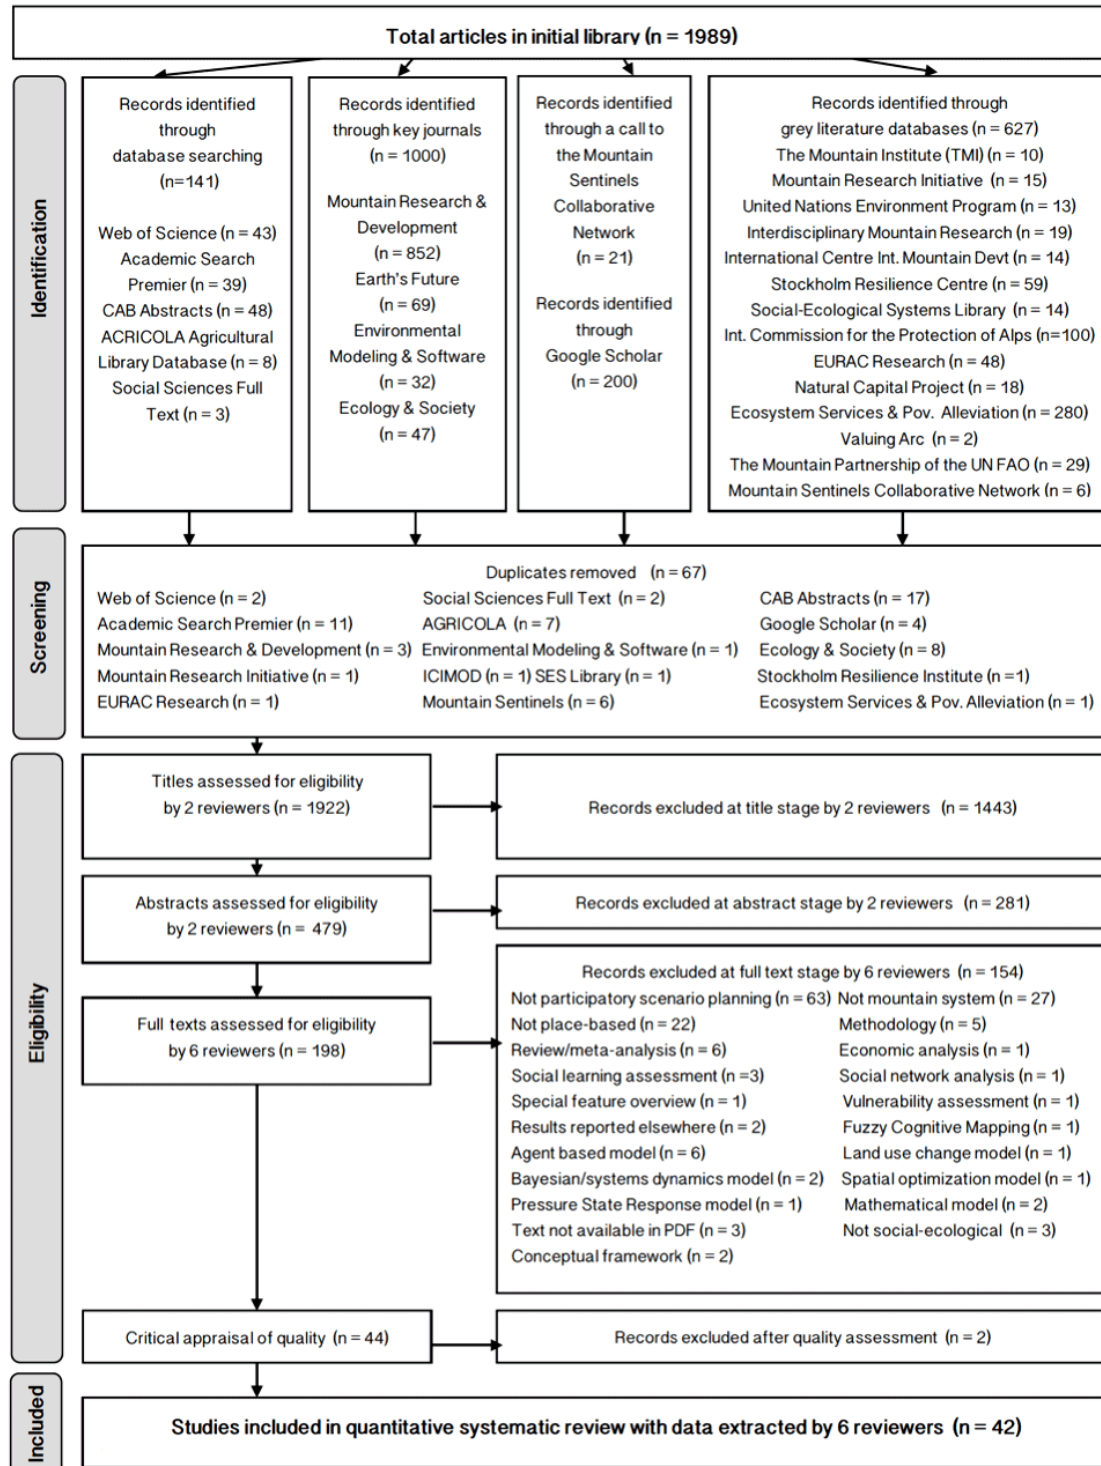 Total articles in initial library (n = 1989)
Identification
Records identified
through
database searching
(n=141)
Web of Science (n = 43)
Academic Search
Premier (n = 39)
CAB Abstracts (n = 48)
ACRICOLA Agricultural
Library Database (n = 8)
Social Sciences Full
Text (n = 3)
Records identified
through key journals
(n = 1000)
Mountain Research &
Development
(n = 852)
Earth's Future
(n = 69)
Environmental
Modeling & Software
(n = 32)
Ecology & Society
(n = 47)
Records identified
through a call to
the Mountain
Sentinels
Collaborative
Network
(n = 21)
Records identified
through
Google Scholar
(n = 200)
Records identified through
grey literature databases (n = 627)
The Mountain Institute (TMI) (n = 10)
Mountain Research Initiative (n = 15)
United Nations Environment Program (n = 13)
Interdisciplinary Mountain Research (n = 19)
International Centre Int. Mountain Devt (n = 14)
Stockholm Resilience Centre (n = 59)
Social-Ecological Systems Library (n = 14)
Int. Commission for the Protection of Alps (n=100)
EURAC Research (n = 48)
Natural Capital Project (n = 18)
Ecosystem Services & Pov. Alleviation (n = 280)
Valuing Arc (n = 2)
The Mountain Partnership of the UN FAO (n = 29)
Mountain Sentinels Collaborative Network (n = 6)
Screening
Duplicates removed (n = 67)
Web of Science (n = 2)
Academic Search Premier (n = 11)
Mountain Research & Development (n = 3)
Mountain Research Initiative (n = 1)
EURAC Research (n = 1)
Social Sciences Full Text (n = 2)
AGRICOLA (n = 7)
Environmental Modeling & Software (n = 1)
ICIMOD (n = 1) SES Library (n = 1)
Mountain Sentinels (n = 6)
CAB Abstracts (n = 17)
Google Scholar (n = 4)
Ecology & Society (n = 8)
Stockholm Resilience Institute (n =1)
Ecosystem Services & Pov. Alleviation (n = 1)
Eligibility
Titles assessed for eligibility
by 2 reviewers (n = 1922)
Records excluded at title stage by 2 reviewers (n = 1443)
Abstracts assessed for eligibility
by 2 reviewers (n = 479)
Records excluded at abstract stage by 2 reviewers (n = 281)
Full texts assessed for eligibility
by 6 reviewers (n = 198)
Records excluded at full text stage by 6 reviewers (n = 154)
Not participatory scenario planning (n = 63)
Not place-based (n = 22)
Review/meta-analysis (n = 6)
Social learning assessment (n =3)
Special feature overview (n = 1)
Results reported elsewhere (n = 2)
Agent based model (n = 6)
Bayesian/systems dynamics model (n = 2)
Pressure State Response model (n = 1)
Text not available in PDF (n = 3)
Conceptual framework (n = 2)
Not mountain system (n = 27)
Methodology (n = 5)
Economic analysis (n = 1)
Social network analysis (n = 1)
Vulnerability assessment (n = 1)
Fuzzy Cognitive Mapping (n = 1)
Land use change model (n = 1)
Spatial optimization model (n = 1)
Mathematical model (n = 2)
Not social-ecological (n = 3)
Critical appraisal of quality (n = 44)
Records excluded after quality assessment (n = 2)
Included
Studies included in quantitative systematic review with data extracted by 6 reviewers (n = 42)